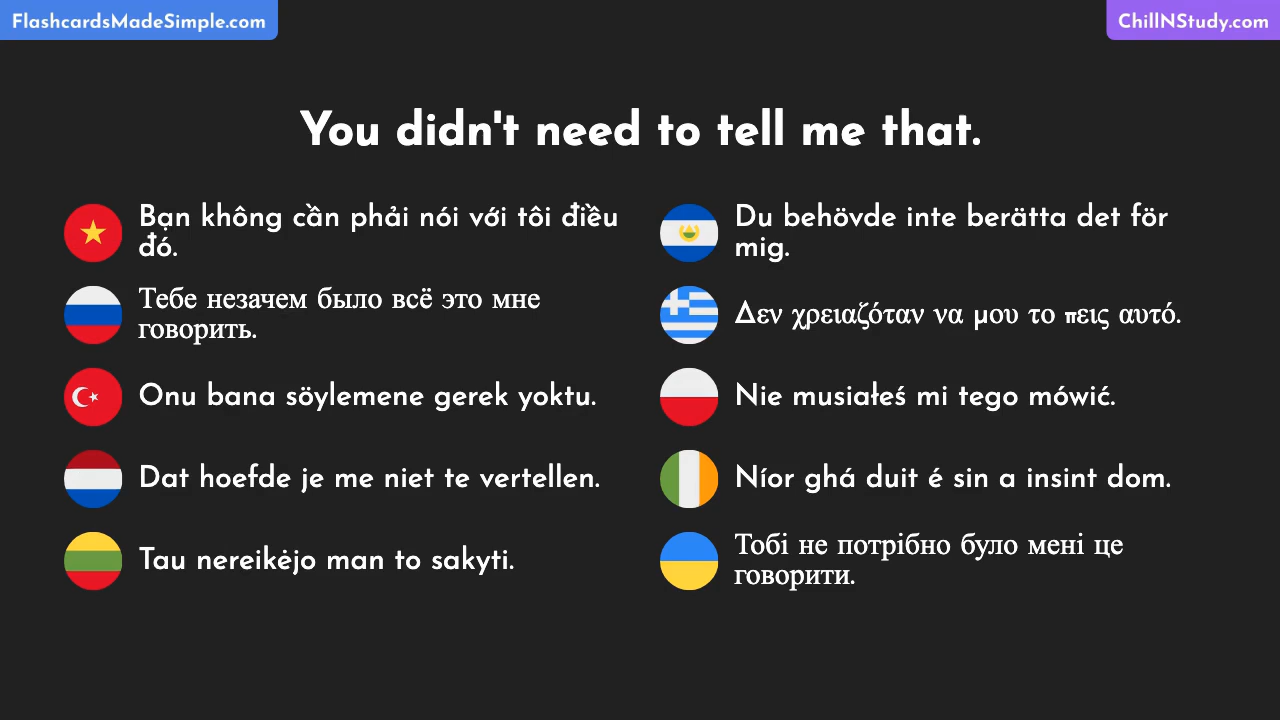 FlashcardsMadeSimple.com
ChillNStudy.com
You didn't need to tell me that.
Bạn không cần phải nói với tôi điều
đó.
Тебе незачем было всё это мне
говорить.
Onu bana söylemene gerek yoktu.
Dat hoefde je me niet te vertellen.
Tau nereikėjo man to sakyti.
Du behövde inte berätta det för
mig.
Δεν χρειαζόταν να μου το πεις αυτό.
Nie musiałeś mi tego mówić.
Níor ghá duit é sin a insint dom.
Тобі не потрібно було мені це
говорити.